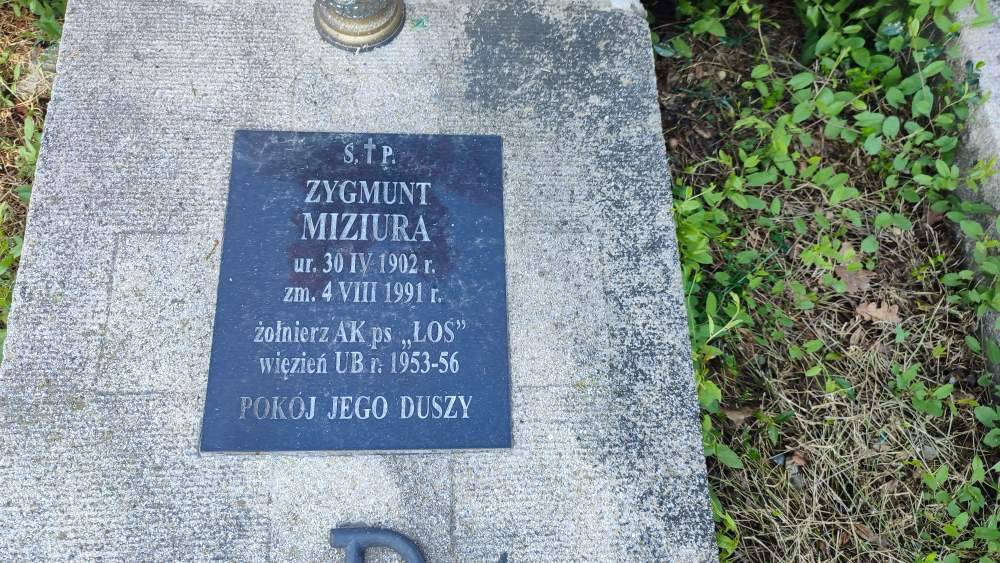 Ś.†P.
ZYGMUNT
MIZIURA
ur. 30 IV 1902 r.
zm. 4 VIII 1991 r.
żołnierz AK ps „ŁOŚ”
więzień UB r. 1953-56
POKÓJ JEGO DUSZY